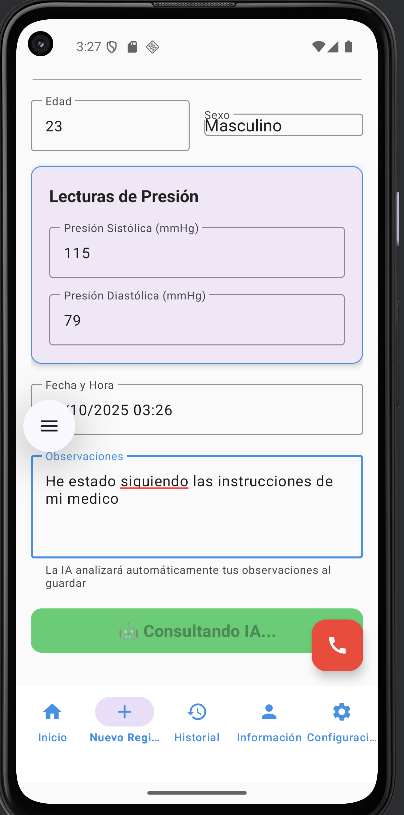 3:27
Edad
23
Sexo
Masculino
Lecturas de Presión
Presión Sistólica (mmHg)
115
Presión Diastólica (mmHg)
79
Fecha y Hora
/10/2025 03:26
Observaciones
He estado siguiendo las instrucciones de
mi medico
La IA analizará automáticamente tus observaciones al
guardar
🤖 Consultando IA...
Inicio
Nuevo Regi...
Historial
Información
Configuraci...